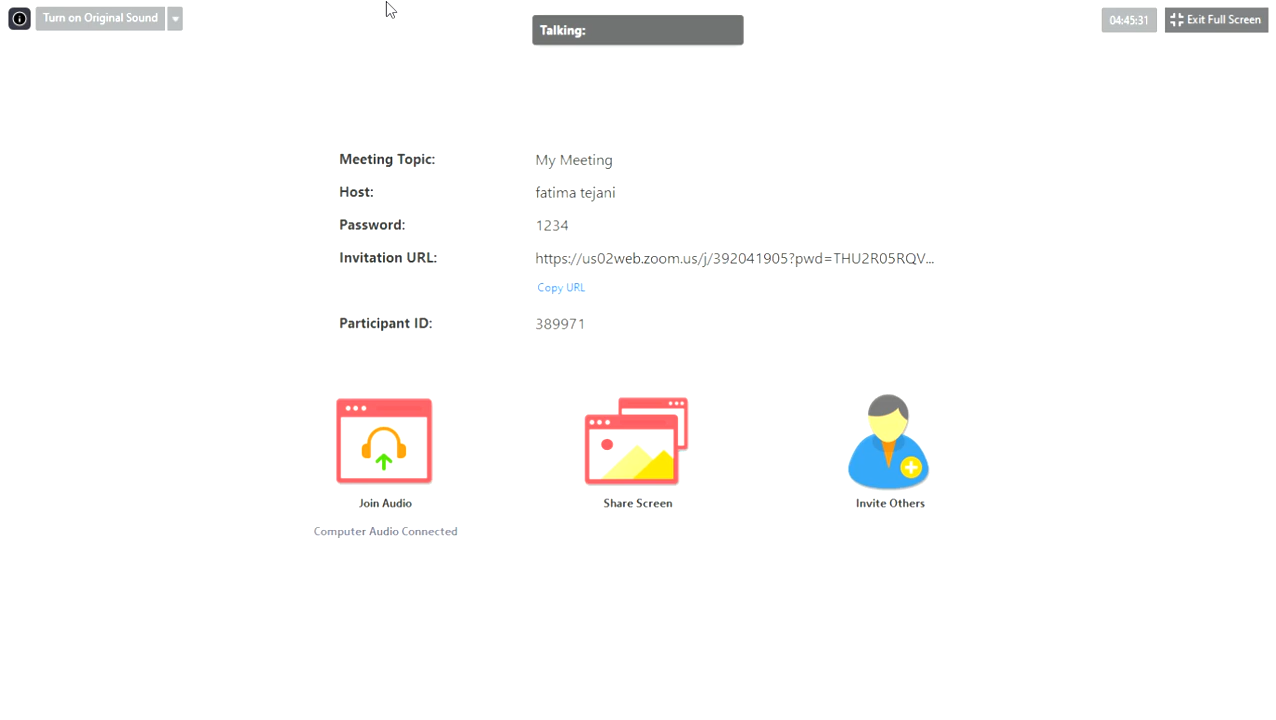 Turn on Original Sound
Talking:
04:45:31
Exit Full Screen
Meeting Topic: My Meeting
Host: fatima tejani
Password: 1234
Invitation URL: https://us02web.zoom.us/j/392041905?pwd=THU2R05RQV...
Copy URL
Participant ID: 389971
Join Audio
Share Screen
Invite Others
Computer Audio Connected